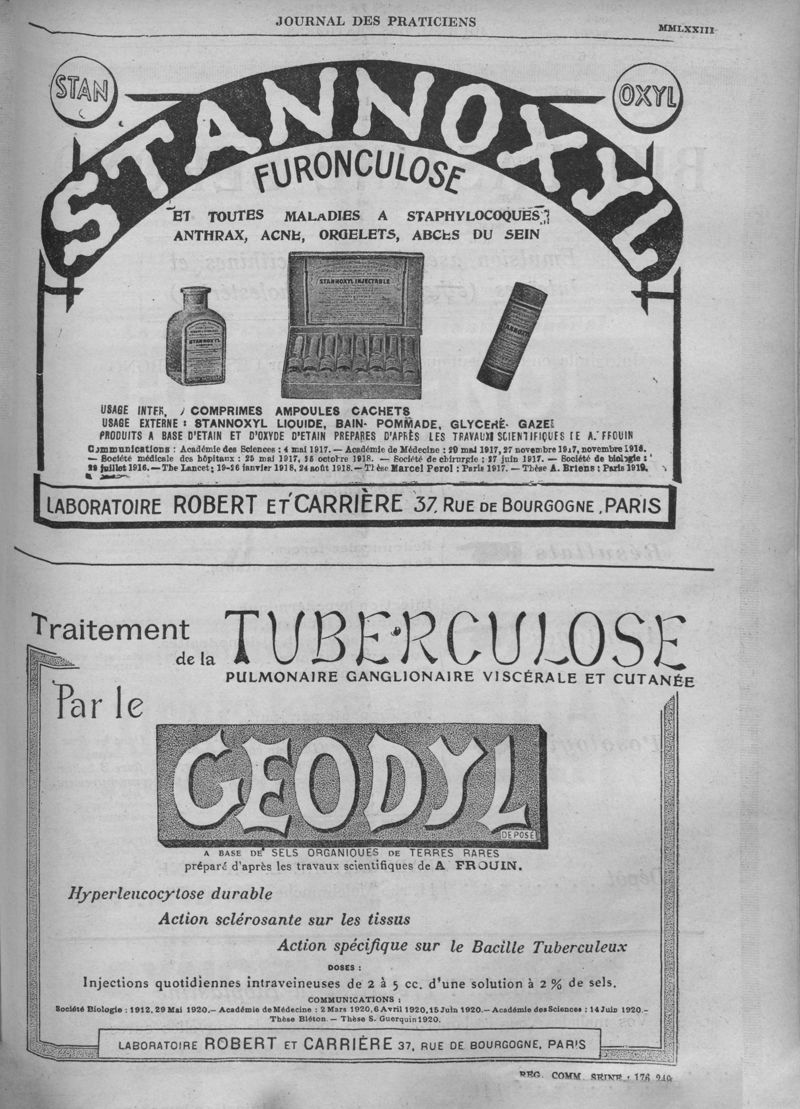 JOURNAL DES PRATICIENS
MMLXXIII
STAN
OXYL
STANNOXYL
FURONCULOSE
ET TOUTES MALADIES A STAPHYLOCOQUES
ANTHRAX, ACNE, ORGELETS, ABCES DU SEIN
STANNOXYL INJECTABLE
STANNOXYL
STANNOXYL
USAGE COMPRIMES AMPOULES CACHETS
USAGE EXTERNE : STANNOXYL LIQUIDE, BAIN- POMMADE, GLYCERÉ- GAZE
PRODUITS A BASE D'ETAIN ET D'OXYDE D'ETAIN PREPARES D'APRÈS LES TRAVAUX SCIENTIFIQUES
Communications : Académie des Sciences : 4 mai 1917. — Académie de Médecine : 29 mai 1917, 27 novembre 1917, novembre 1918.
— Société médicale des hôpitaux : 25 mai 1917, octobre 1918. — Société de chirurgie : 27 juin 1917. — Société de biologie :
juillet 1916. — The Lancet; 19-26 janvier 1918, 24 août 1918. — Thèse Marcel Perol : Paris 1917. — Thèse A. Briens : Paris 1919.
LABORATOIRE ROBERT ET CARRIÈRE 37, RUE DE BOURGOGNE, PARIS
Traitement
de la TUBERCULOSE
PULMONAIRE GANGLIONAIRE VISCÉRALE ET CUTANÉE
Par le
GEODYL
DEPOSÉ
A BASE DE SELS ORGANIQUES DE TERRES RARES
préparé d'après les travaux scientifiques de A FROUIN.
Hyperleucocytose durable
Action sclérosante sur les tissus
Action spécifique sur le Bacille Tuberculeux
DOSES :
Injections quotidiennes intraveineuses de 2 à 5 cc. d'une solution à 2 % de sels.
COMMUNICATIONS :
Société Biologie : 1912, 29 Mai 1920.— Académie de Médecine : 2 Mars 1920, 6 Avril 1920, 15 Juin 1920.— Académie des Sciences : 14 Juin 1920.—
Thèse Bléton. — Thèse S. Guerquin 1920.
LABORATOIRE ROBERT ET CARRIÈRE 37, RUE DE BOURGOGNE, PARIS
REG. COMM. SEINE : 176.940